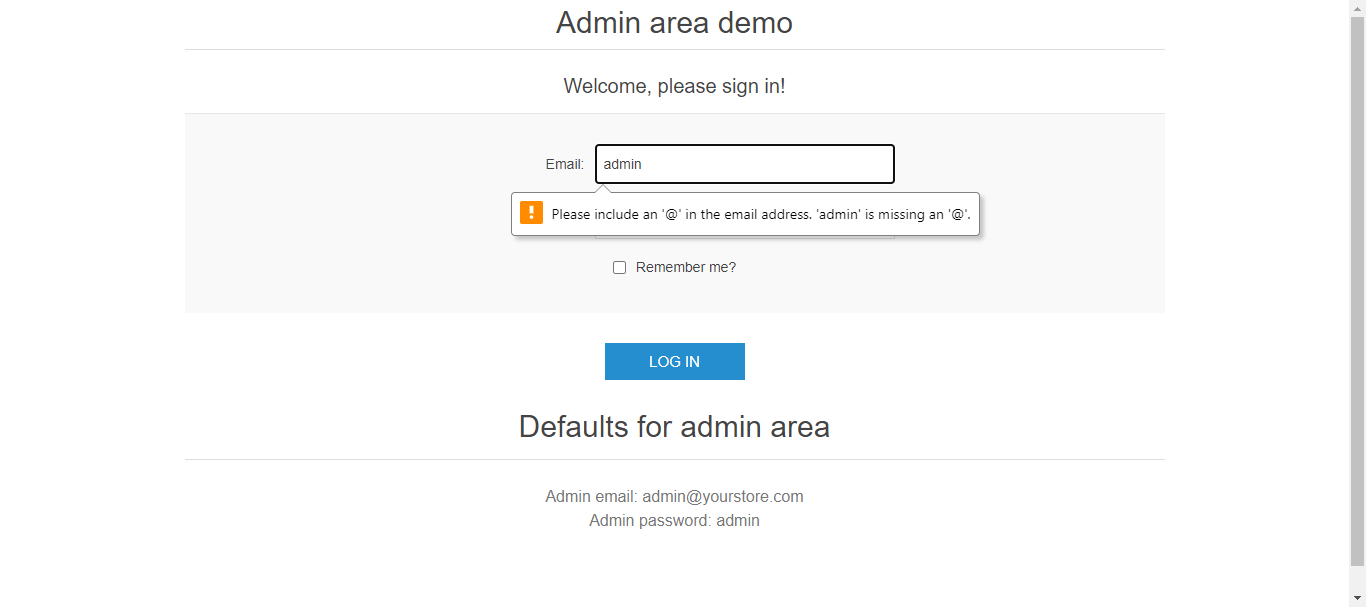 Admin area demo
Welcome, please sign in!
Email: admin
Please include an '@' in the email address. 'admin' is missing an '@'.
Remember me?
LOG IN
Defaults for admin area
Admin email: admin@yourstore.com
Admin password: admin